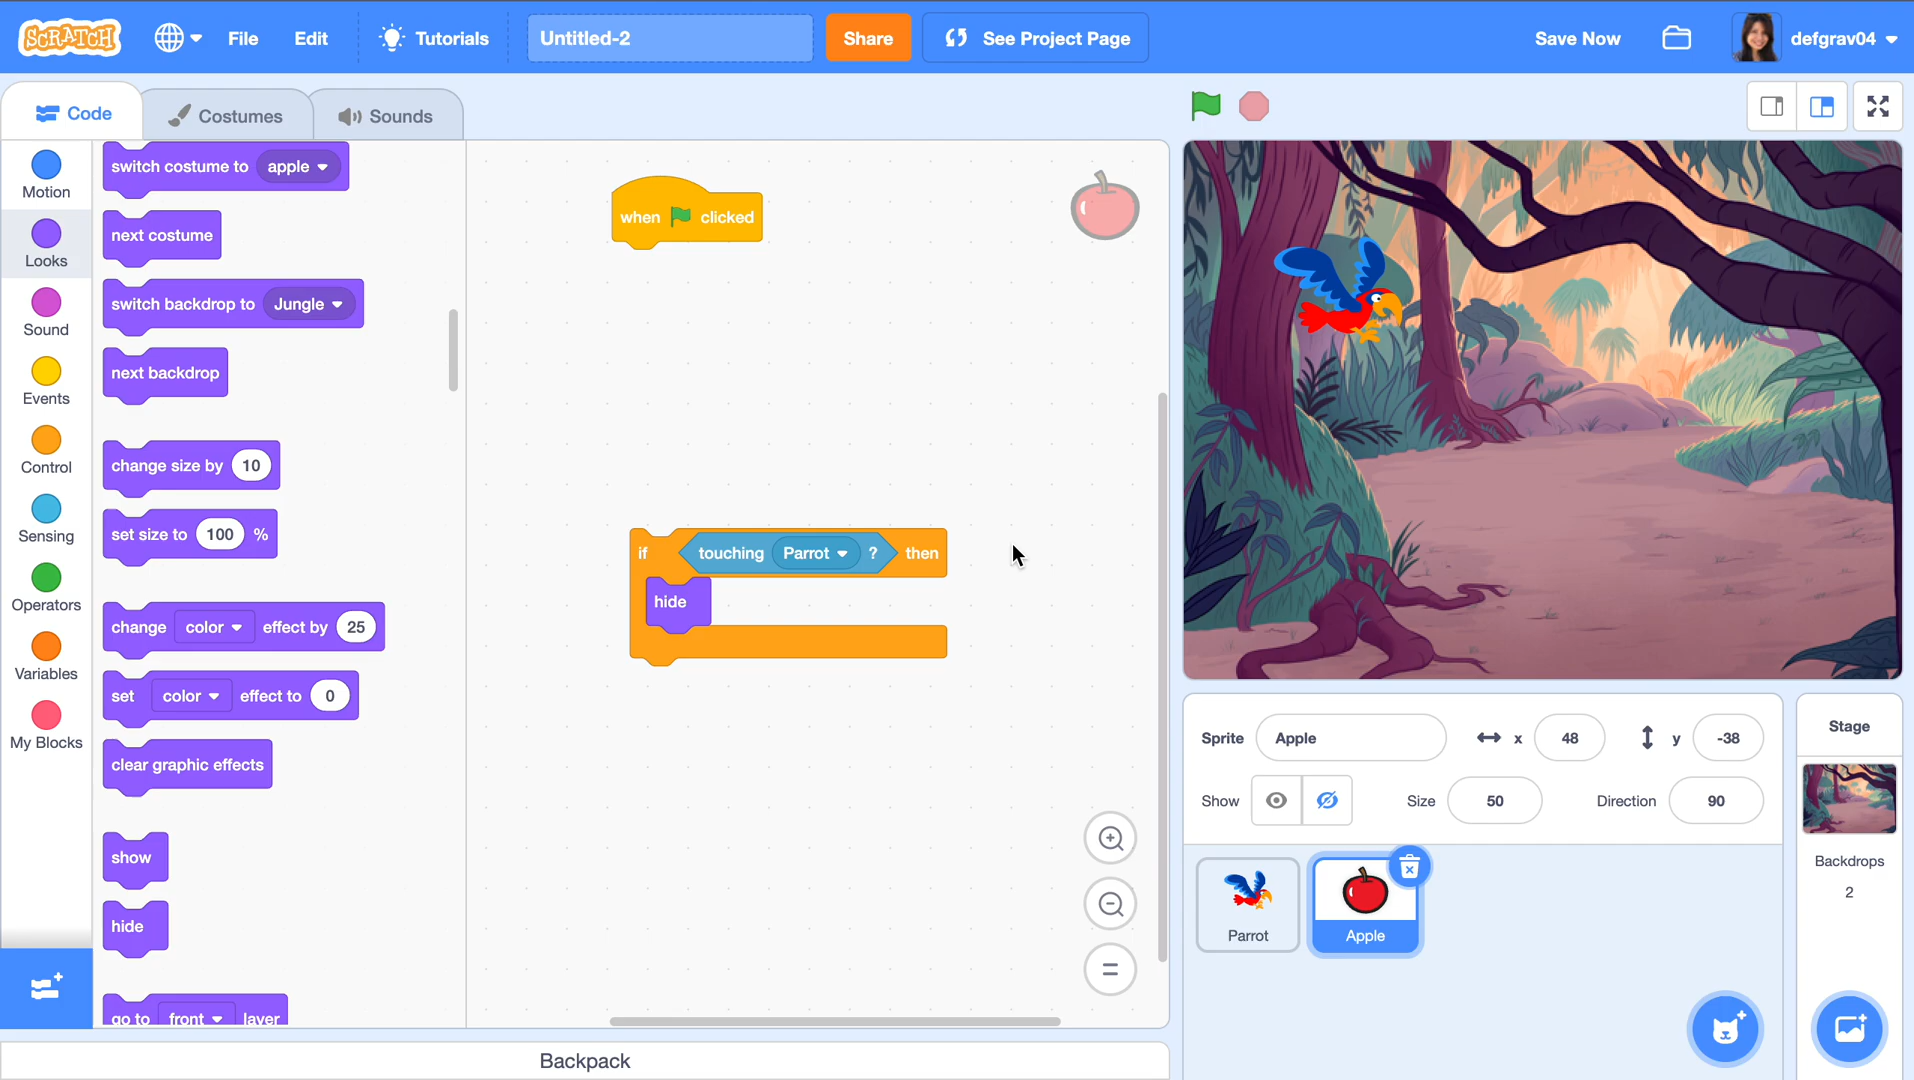 SCRATCH
File
Edit
Tutorials
Untitled-2
Share
See Project Page
Save Now
defgrav04
Code
Costumes
Sounds
Motion
Looks
Sound
Events
Control
Sensing
Operators
Variables
My Blocks
switch costume to apple
next costume
switch backdrop to Jungle
next backdrop
change size by 10
set size to 100 %
change color effect by 25
set color effect to 0
clear graphic effects
show
hide
go to front layer
when clicked
if touching Parrot ? then
hide
Backpack
Sprite Apple x 48 y -38
Show Size 50 Direction 90
Parrot
Apple
Stage
Backdrops
2